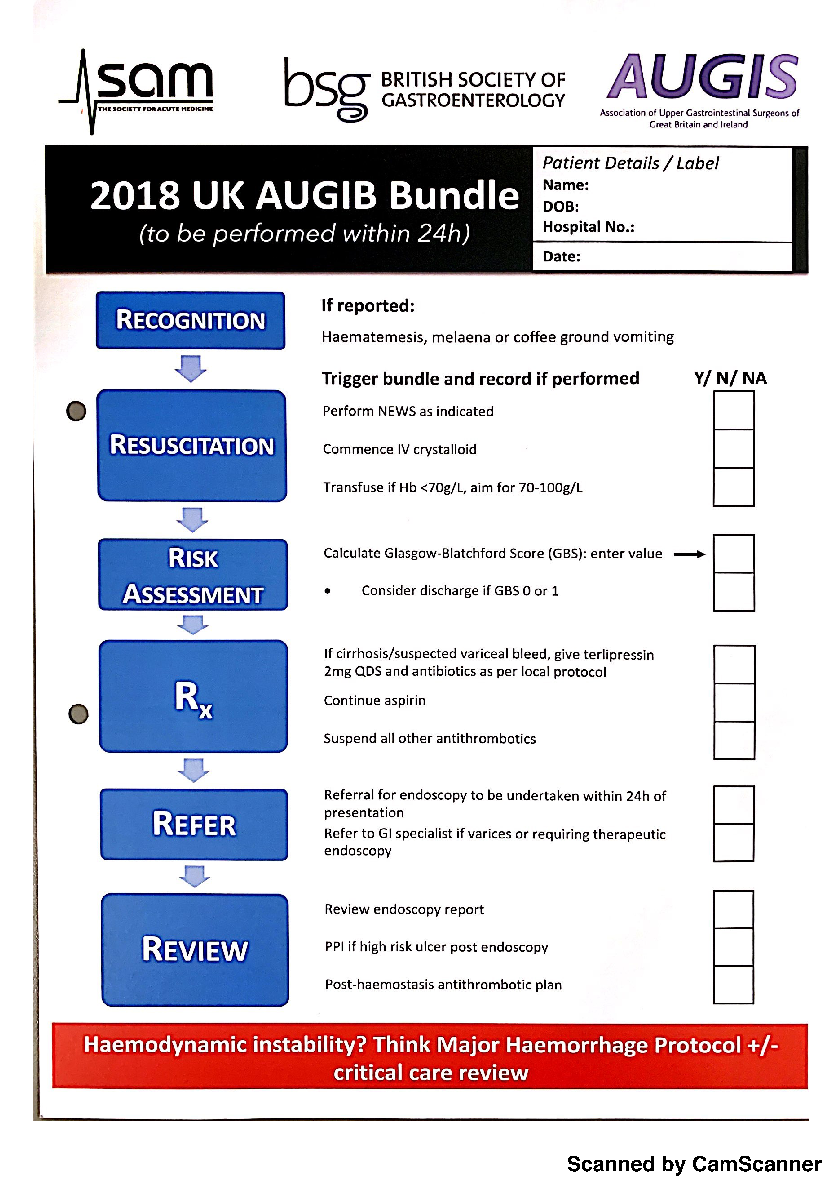 sam
THE SOCIETY FOR ACUTE MEDICINE
bsg
BRITISH SOCIETY OF
GASTROENTEROLOGY
AUGIS
Association of Upper Gastrointestinal Surgeons of
Great Britain and Ireland
2018 UK AUGIB Bundle
(to be performed within 24h)
Patient Details / Label
Name:
DOB:
Hospital No.:
Date:
RECOGNITION
If reported:
Haematemesis, melaena or coffee ground vomiting
Trigger bundle and record if performed Y/ N/ NA
RESUSCITATION
Perform NEWS as indicated
Commence IV crystalloid
Transfuse if Hb <70g/L, aim for 70-100g/L
RISK
ASSESSMENT
Calculate Glasgow-Blatchford Score (GBS): enter value →
• Consider discharge if GBS 0 or 1
Rx
If cirrhosis/suspected variceal bleed, give terlipressin
2mg QDS and antibiotics as per local protocol
Continue aspirin
Suspend all other antithrombotics
REFER
Referral for endoscopy to be undertaken within 24h of
presentation
Refer to GI specialist if varices or requiring therapeutic
endoscopy
REVIEW
Review endoscopy report
PPI if high risk ulcer post endoscopy
Post-haemostasis antithrombotic plan
Haemodynamic instability? Think Major Haemorrhage Protocol +/-
critical care review
Scanned by CamScanner